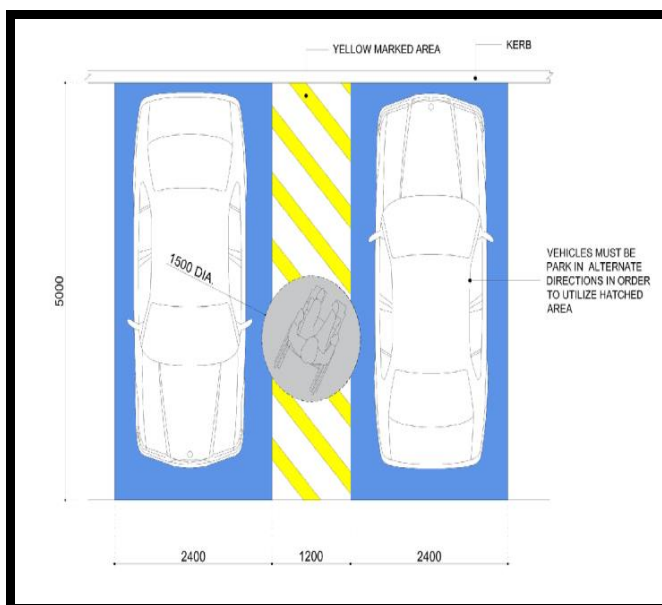 YELLOW MARKED AREA
KERB
1500 DIA.
5000
VEHICLES MUST BE
PARK IN ALTERNATE
DIRECTIONS IN ORDER
TO UTILIZE HATCHED
AREA
2400
1200
2400